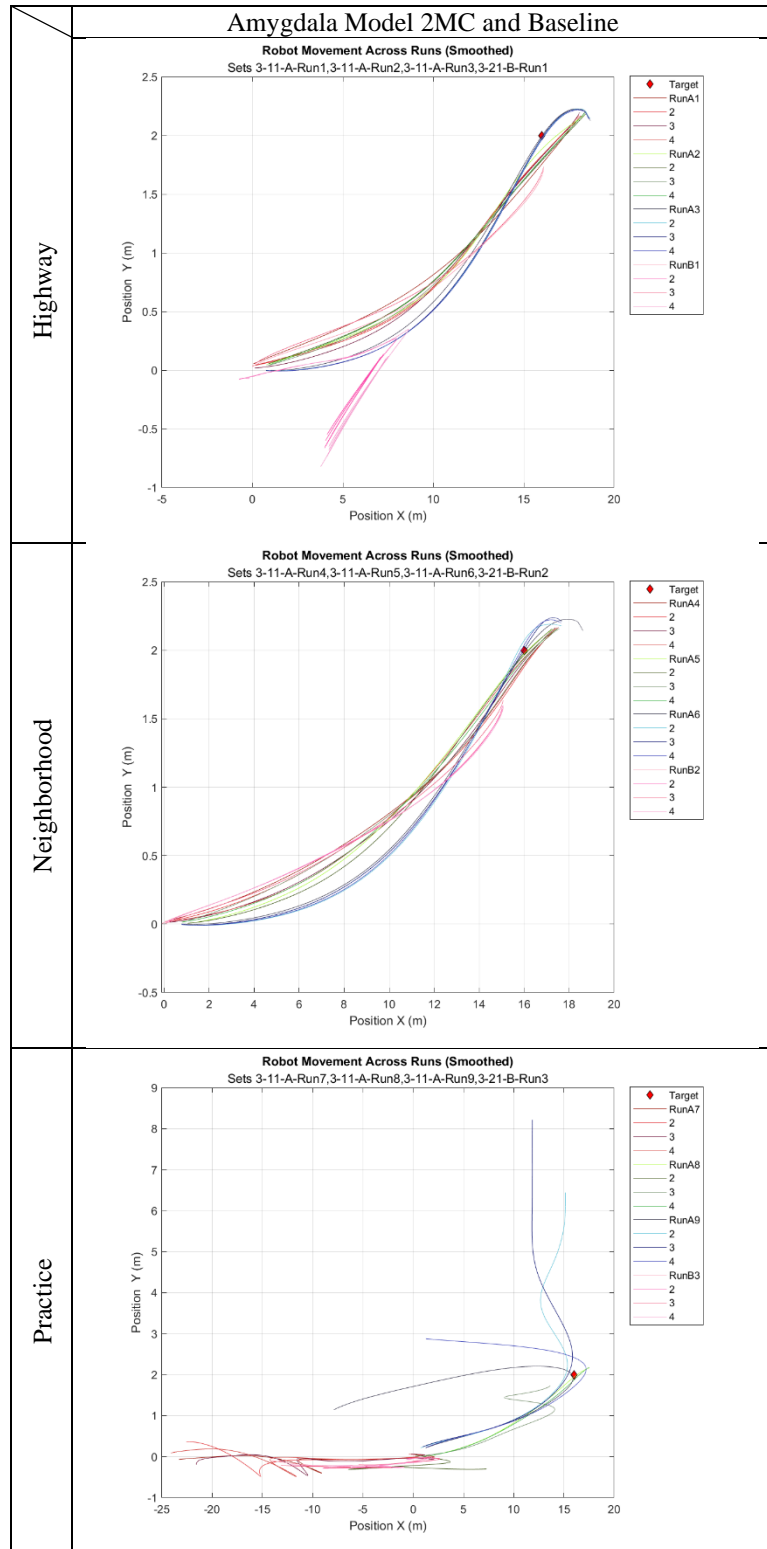 Amygdala Model 2MC and Baseline
Highway
Robot Movement Across Runs (Smoothed)
Sets 3-11-A-Run1,3-11-A-Run2,3-11-A-Run3,3-21-B-Run1
Position Y (m)
2.5
2
1.5
1
0.5
0
-0.5
-1
-5
0
5
10
15
20
Position X (m)
Target
RunA1
2
3
4
RunA2
2
3
4
RunA3
2
3
4
RunB1
2
3
4
Neighborhood
Robot Movement Across Runs (Smoothed)
Sets 3-11-A-Run4,3-11-A-Run5,3-11-A-Run6,3-21-B-Run2
Position Y (m)
2.5
2
1.5
1
0.5
0
-0.5
0
2
4
6
8
10
12
14
16
18
20
Position X (m)
Target
RunA4
2
3
4
RunA5
2
3
4
RunA6
2
3
4
RunB2
2
3
4
Practice
Robot Movement Across Runs (Smoothed)
Sets 3-11-A-Run7,3-11-A-Run8,3-11-A-Run9,3-21-B-Run3
Position Y (m)
9
8
7
6
5
4
3
2
1
0
-1
-25
-20
-15
-10
-5
0
5
10
15
20
Position X (m)
Target
RunA7
2
3
4
RunA8
2
3
4
RunA9
2
3
4
RunB3
2
3
4